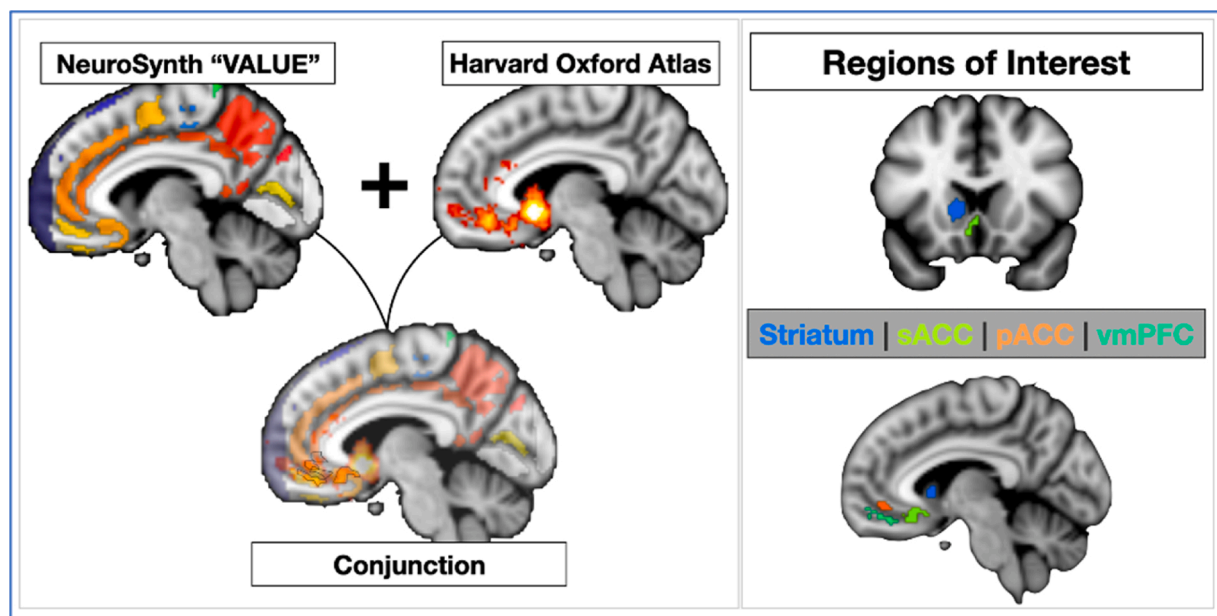 NeuroSynth “VALUE”
Harvard Oxford Atlas
+
Conjunction
Regions of Interest
Striatum | sACC | pACC | vmPFC